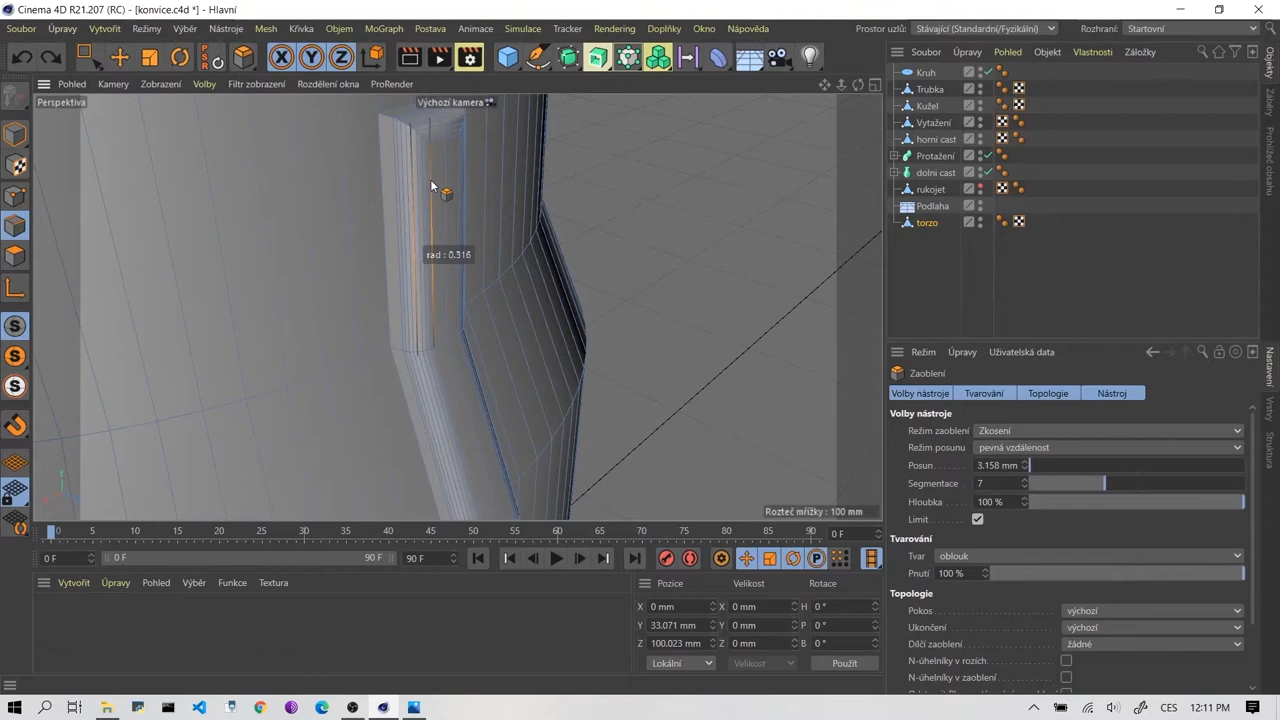 Cinema 4D R21.207 (RC) - [konvice.c4d *] - Hlavní
Soubor Úpravy Vytvořit Režimy Výběr Nástroje Mesh Křivka Objem MoGraph Postava Animace Simulace Tracker Rendering Doplňky Okno Nápověda Prostor uzlů: Stávající (Standardní/Fyzikální) Rozhraní: Startovní
Pohled Kamery Zobrazení Volby Filtr zobrazení Rozdělení okna ProRender
Perspektiva Výchozí kamera
rad : 0.316
Rozteč mřížky : 100 mm
Soubor Úpravy Pohled Objekt Vlastnosti Záložky
Kruh
Trubka
Kužel
Vytažení
horni cast
Protažení
dolni cast
rukojet
Podlaha
torzo
Režim Úpravy Uživatelská data
Zaoblení
Volby nástroje Tvarování Topologie Nástroj
Volby nástroje
Režim zaoblení Zkosení
Režim posunu pevná vzdálenost
Posun 3.158 mm
Segmentace 7
Hloubka 100 %
Limit
Tvarování
Tvar oblouk
Pnutí 100 %
Topologie
Pokos výchozí
Ukončení výchozí
Dílčí zaoblení žádné
N-úhelníky v rozích
N-úhelníky v zaoblení
Objekty
Záběry
Prohlížeč obsahu
Nastavení
Vrstvy
Struktura
0 5 10 15 20 25 30 35 40 45 50 55 60 65 70 75 80 85 90 0 F
0 F 0 F 90 F 90 F
Vytvořit Úpravy Pohled Výběr Funkce Textura
Pozice Velikost Rotace
X 0 mm X 0 mm H 0 °
Y 33.071 mm Y 0 mm P 0 °
Z 100.023 mm Z 0 mm B 0 °
Lokální Velikost Použít
CES 12:11 PM